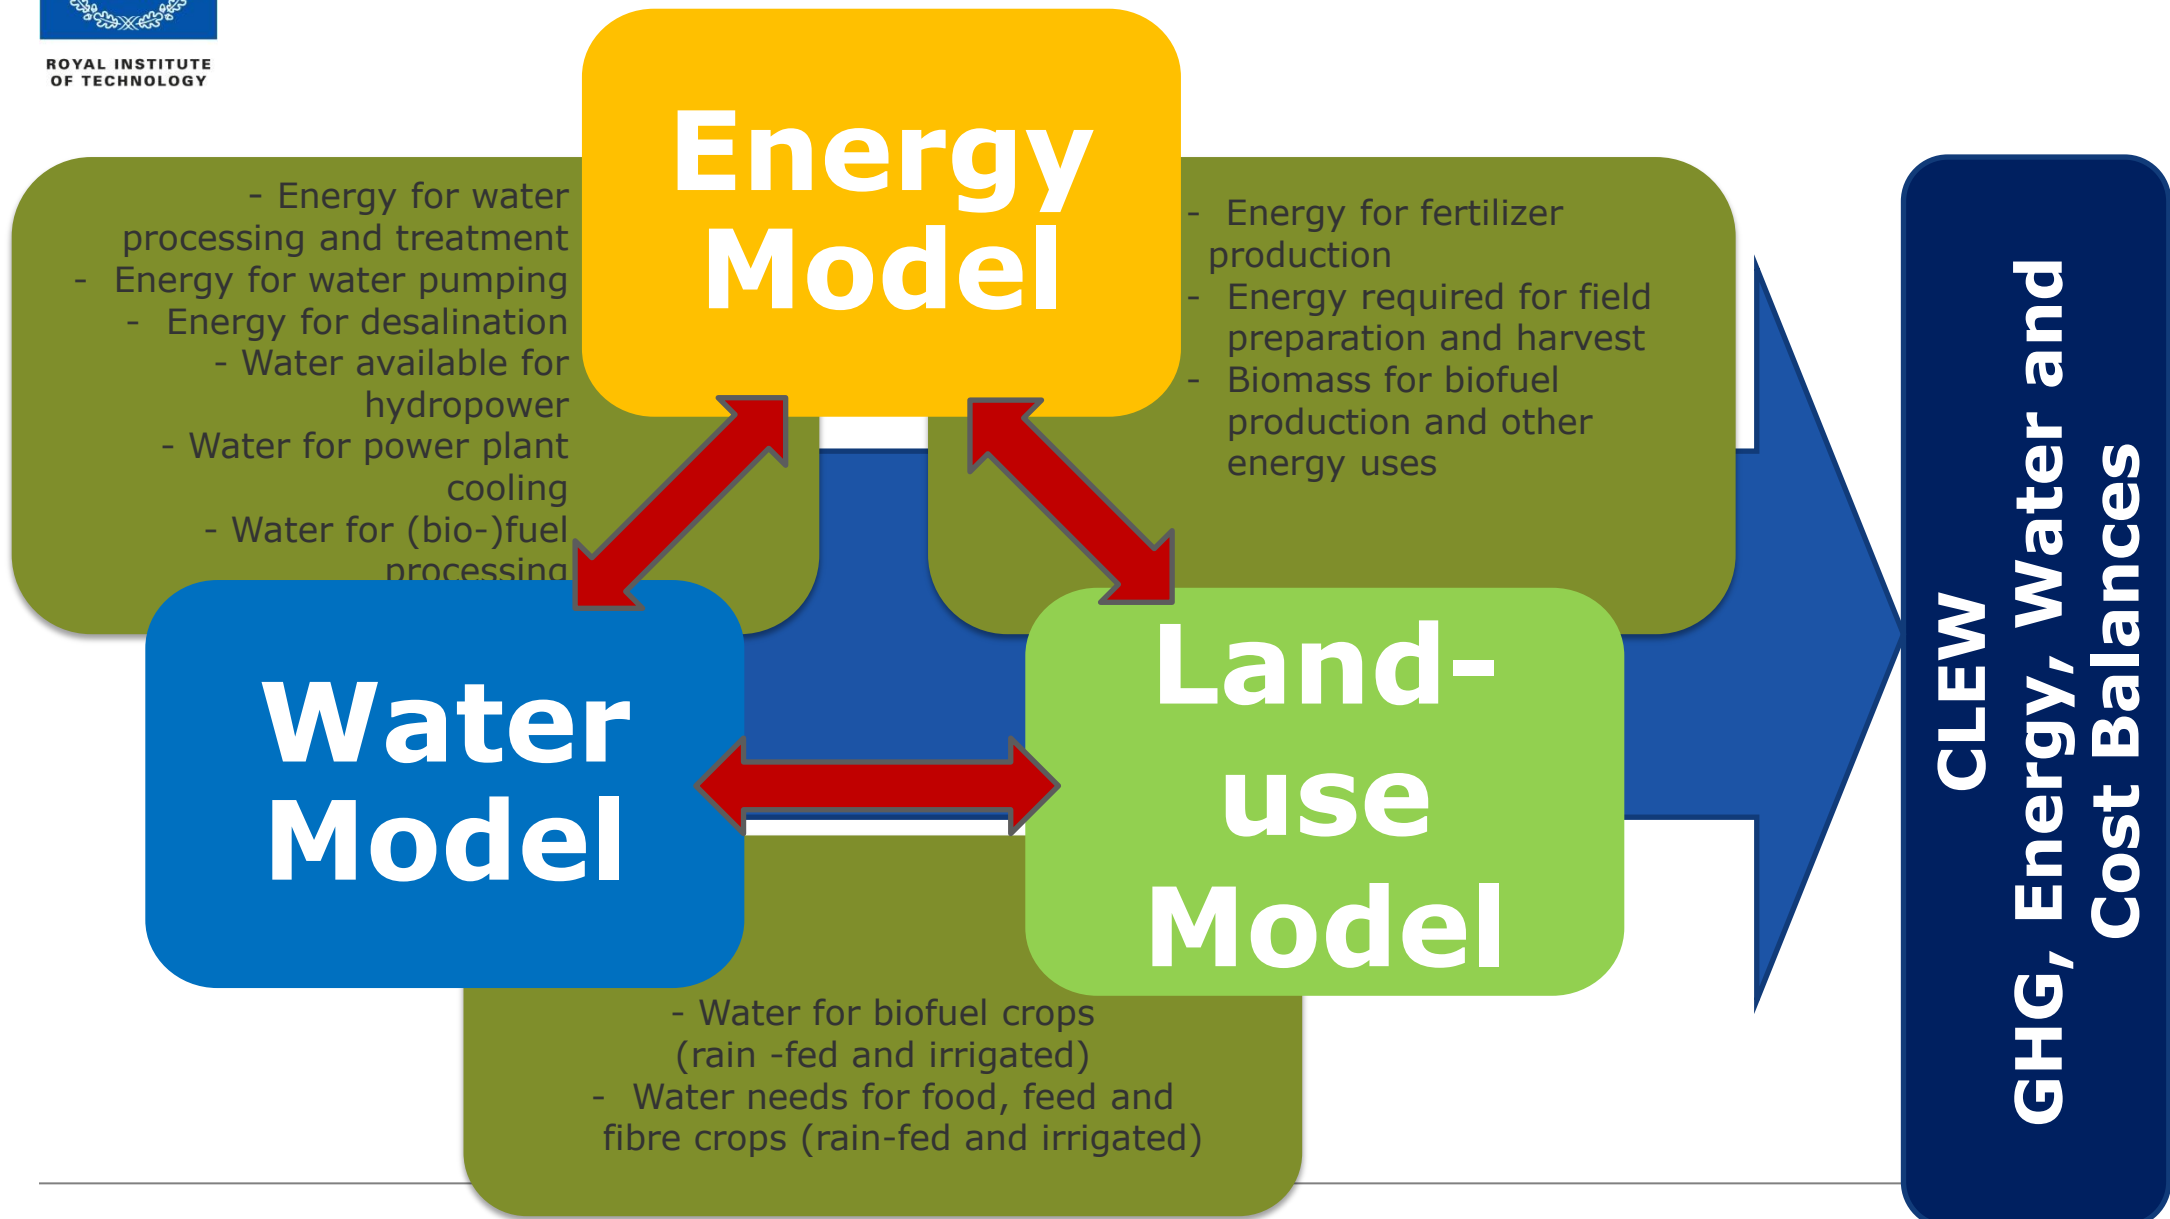 ROYAL INSTITUTE
OF TECHNOLOGY
Energy
Model
- Energy for water
processing and treatment
- Energy for water pumping
- Energy for desalination
- Water available for
hydropower
- Water for power plant
cooling
- Water for (bio-)fuel
processing
- Energy for fertilizer
production
- Energy required for field
preparation and harvest
- Biomass for biofuel
production and other
energy uses
Water
Model
Land-
use
Model
- Water for biofuel crops
(rain -fed and irrigated)
- Water needs for food, feed and
fibre crops (rain-fed and irrigated)
CLEW
GHG, Energy, Water and
Cost Balances